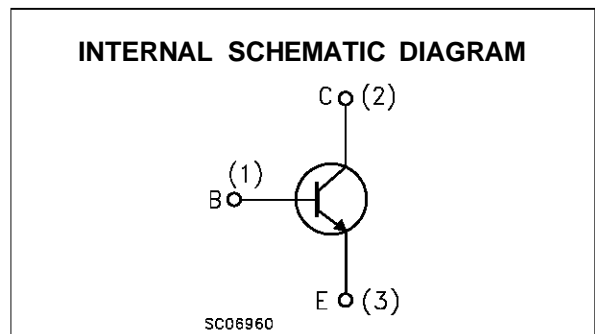 INTERNAL SCHEMATIC DIAGRAM
C (2)
(1)
B
E (3)
SC06960